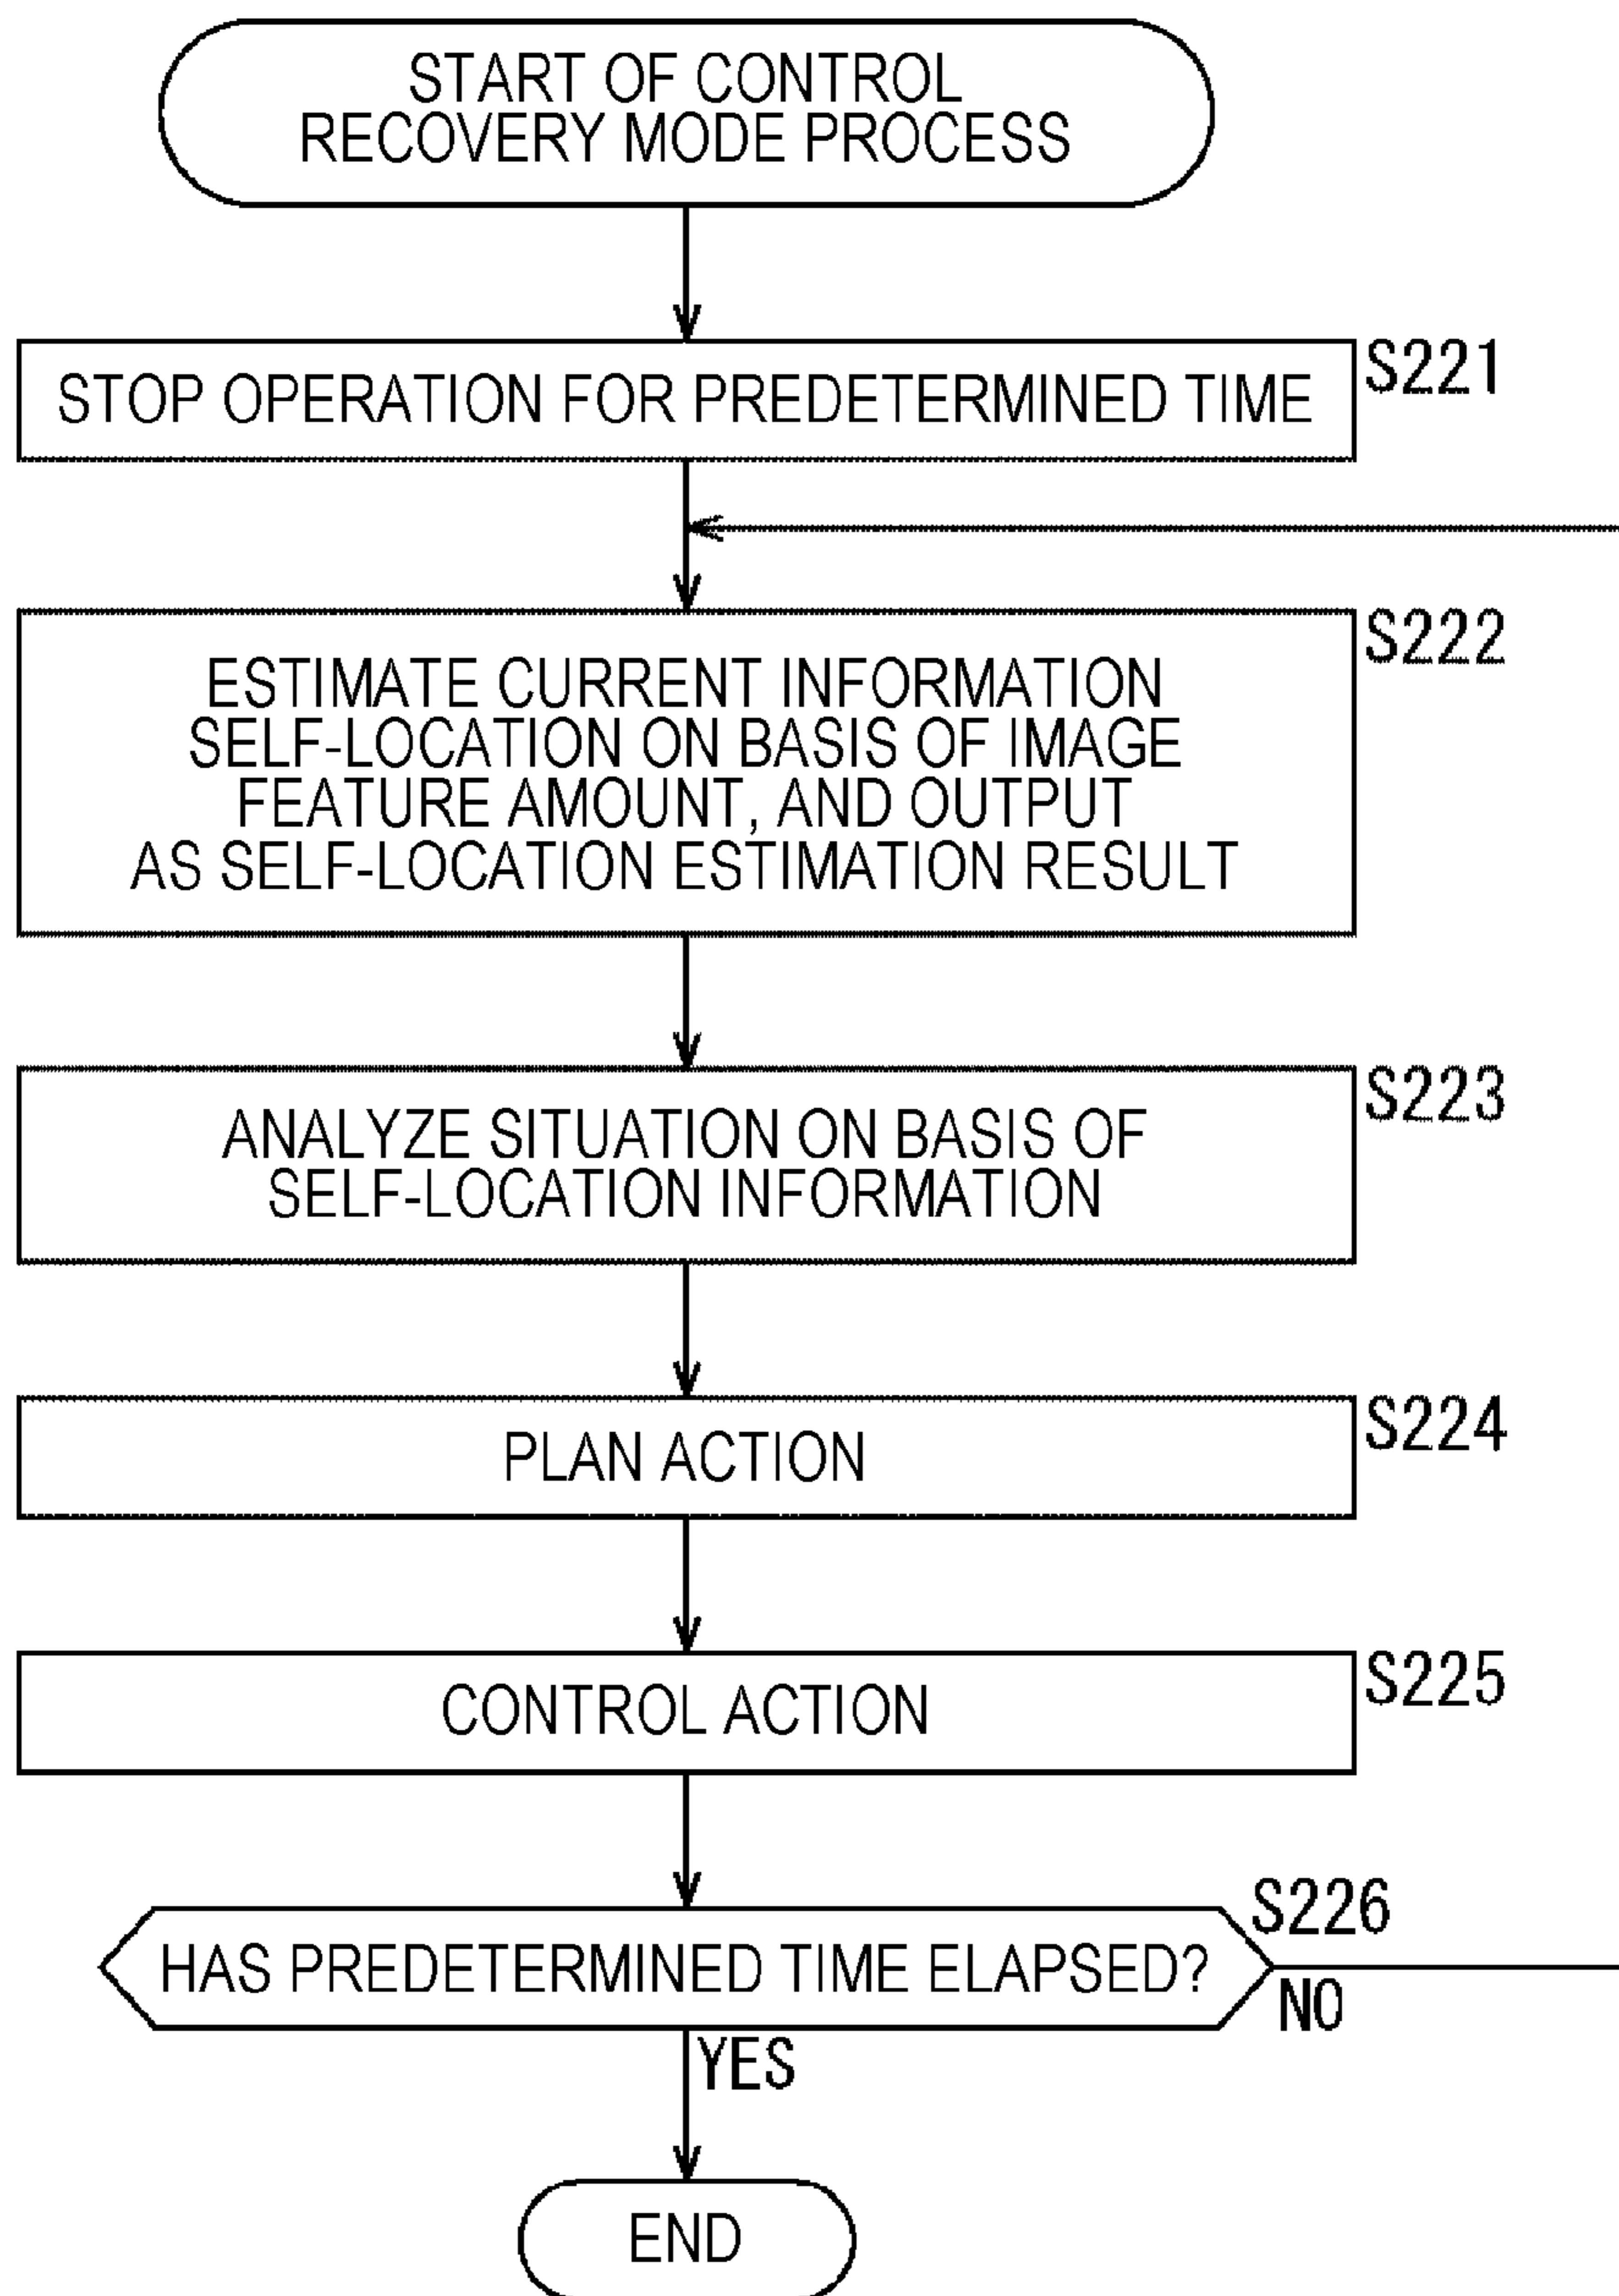 START OF CONTROL
RECOVERY MODE PROCESS
STOP OPERATION FOR PREDETERMINED TIME
S221
S222
ESTIMATE CURRENT INFORMATION
SELF-LOCATION ON BASIS OF IMAGE
FEATURE AMOUNT, AND OUTPUT
AS SELF-LOCATION ESTIMATION RESULT
S223
ANALYZE SITUATION ON BASIS OF
SELF-LOCATION INFORMATION
S224
PLAN ACTION
S225
CONTROL ACTION
S226
HAS PREDETERMINED TIME ELAPSED?
NO
YES
END